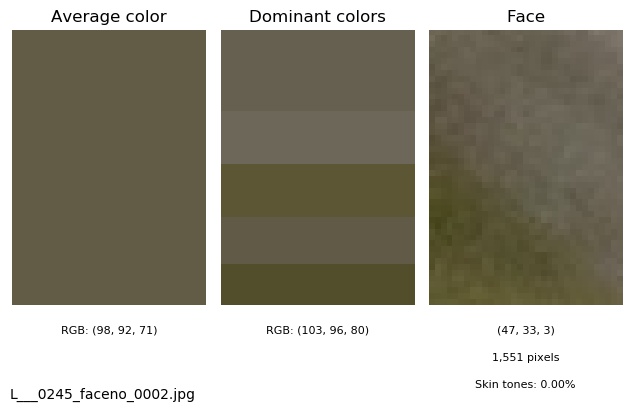 Average color
Dominant colors
Face
RGB: (98, 92, 71)
RGB: (103, 96, 80)
(47, 33, 3)
1,551 pixels
Skin tones: 0.00%
L___0245_faceno_0002.jpg